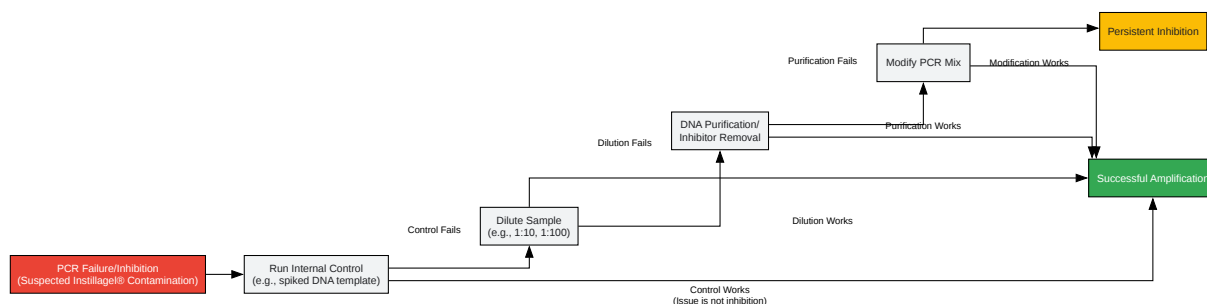 PCR Failure/Inhibition
(Suspected Instillagel® Contamination)
Run Internal Control
(e.g., spiked DNA template)
Control Fails
Control Works
(Issue is not inhibition)
Dilute Sample
(e.g., 1:10, 1:100)
Dilution Fails
Dilution Works
DNA Purification/
Inhibitor Removal
Purification Fails
Purification Works
Modify PCR Mix
Modification Works
Persistent Inhibition
Successful Amplification